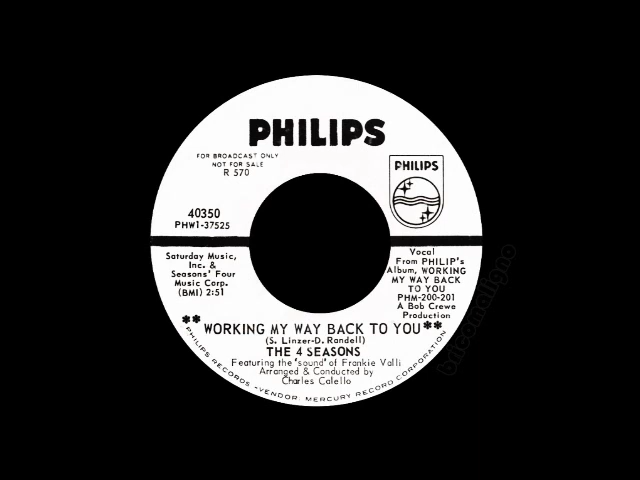 PHILIPS
FOR BROADCAST ONLY
NOT FOR SALE
R 570
PHILIPS
40350
PHW1-37525
Saturday Music,
Inc. &
Seasons' Four
Music Corp.
(BMI) 2:51
Vocal
From PHILIP's
Album, WORKING
MY WAY BACK
TO YOU
PHM-200-201
A Bob Crewe
Production
** WORKING MY WAY BACK TO YOU **
(S. Linzer-D. Randell)
THE 4 SEASONS
Featuring the 'sound' of Frankie Valli
Arranged & Conducted by
Charles Calello
PHILIPS RECORDS • VENDOR: MERCURY RECORD CORPORATION
bricomaligno